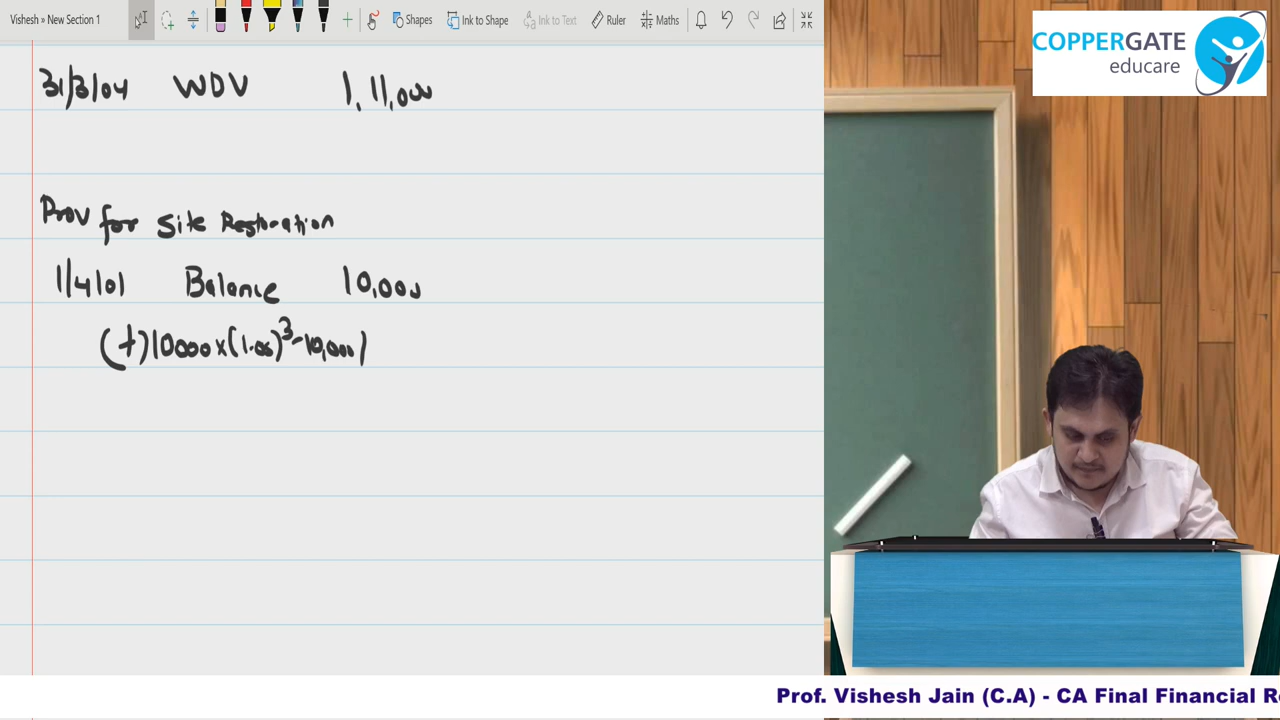 Vishesh » New Section 1
Shapes
Ink to Shape
Ink to Text
Ruler
Maths
COPPERGATE
educare
31/3/04 WDV 1,11,000
Prov for Site Restoration
1/4/01 Balance 10,000
(+) 10000 x (1.06)³ - 10,000)
Prof. Vishesh Jain (C.A) - CA Final Financial Re